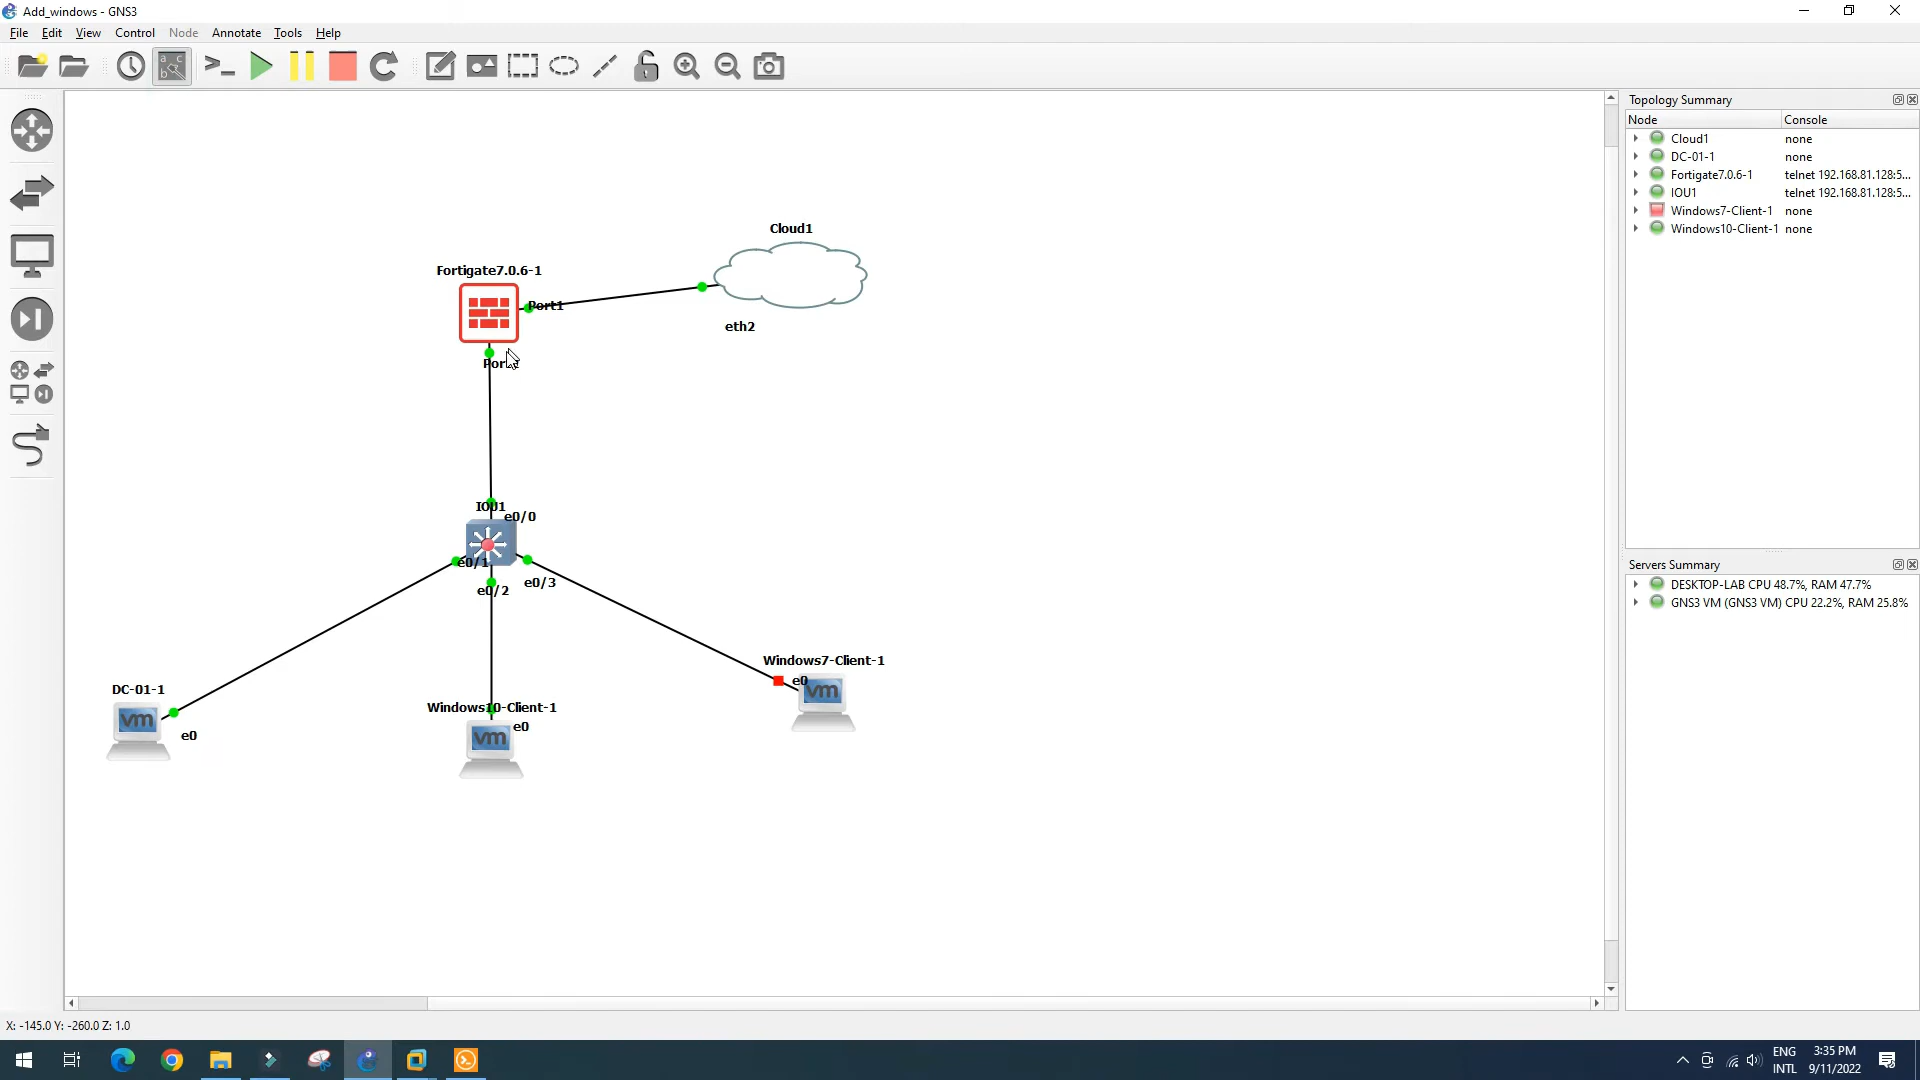 Add_windows - GNS3
File Edit View Control Node Annotate Tools Help
Topology Summary
Node Console
Cloud1 none
DC-01-1 none
Fortigate7.0.6-1 telnet 192.168.81.128:5...
IOU1 telnet 192.168.81.128:5...
Windows7-Client-1 none
Windows10-Client-1 none
Cloud1
Fortigate7.0.6-1
Port1
eth2
IOU1
e0/0
e0/1
e0/2
e0/3
DC-01-1
vm
e0
Windows10-Client-1
e0
vm
Windows7-Client-1
e0
vm
Servers Summary
DESKTOP-LAB CPU 48.7%, RAM 47.7%
GNS3 VM (GNS3 VM) CPU 22.2%, RAM 25.8%
X: -145.0 Y: -260.0 Z: 1.0
ENG
INTL
3:35 PM
9/11/2022